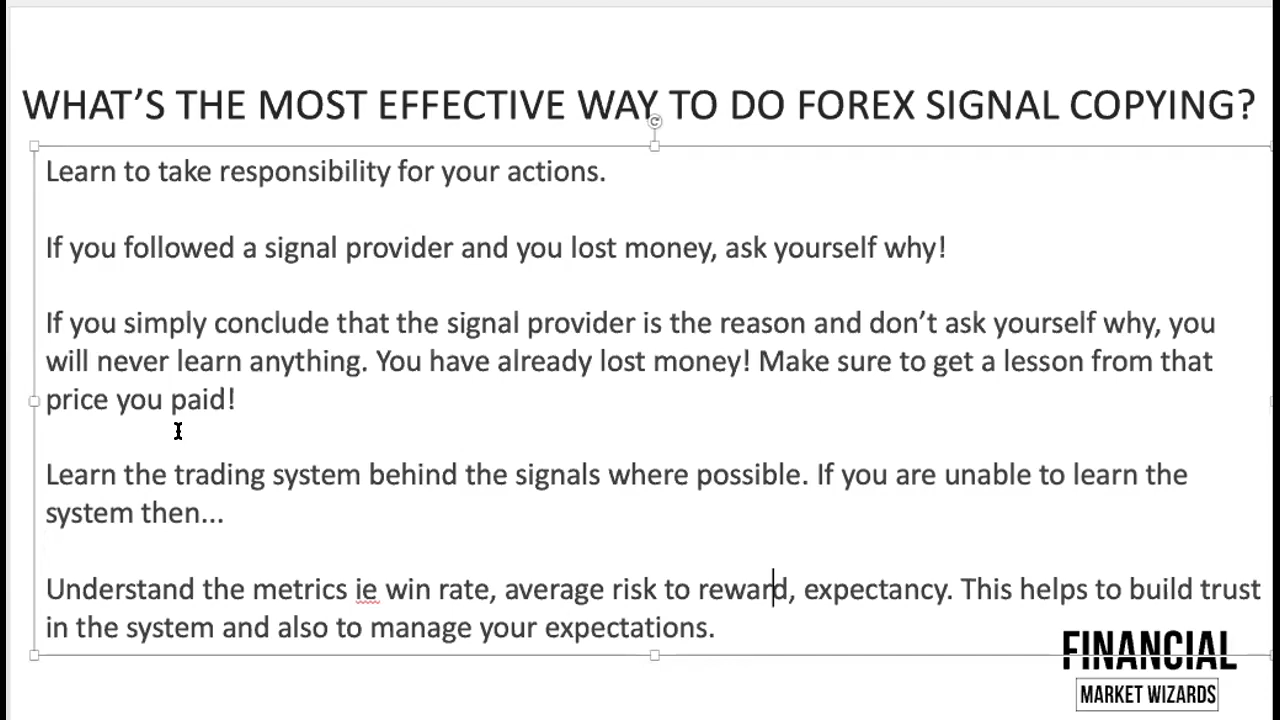 WHAT’S THE MOST EFFECTIVE WAY TO DO FOREX SIGNAL COPYING?
Learn to take responsibility for your actions.
If you followed a signal provider and you lost money, ask yourself why!
If you simply conclude that the signal provider is the reason and don’t ask yourself why, you
will never learn anything. You have already lost money! Make sure to get a lesson from that
price you paid!
Learn the trading system behind the signals where possible. If you are unable to learn the
system then...
Understand the metrics ie win rate, average risk to reward, expectancy. This helps to build trust
in the system and also to manage your expectations.
FINANCIAL
MARKET WIZARDS